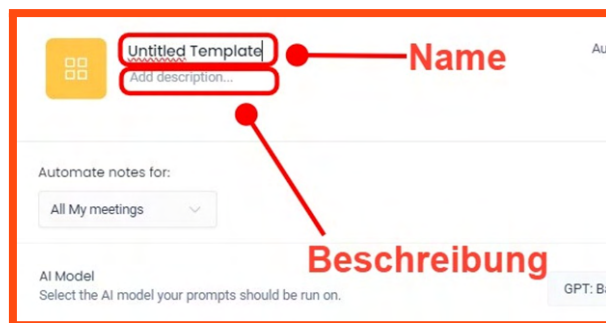 Untitled Template
Name
Add description...
Automate notes for:
All My meetings
Beschreibung
AI Model
Select the AI model your prompts should be run on.